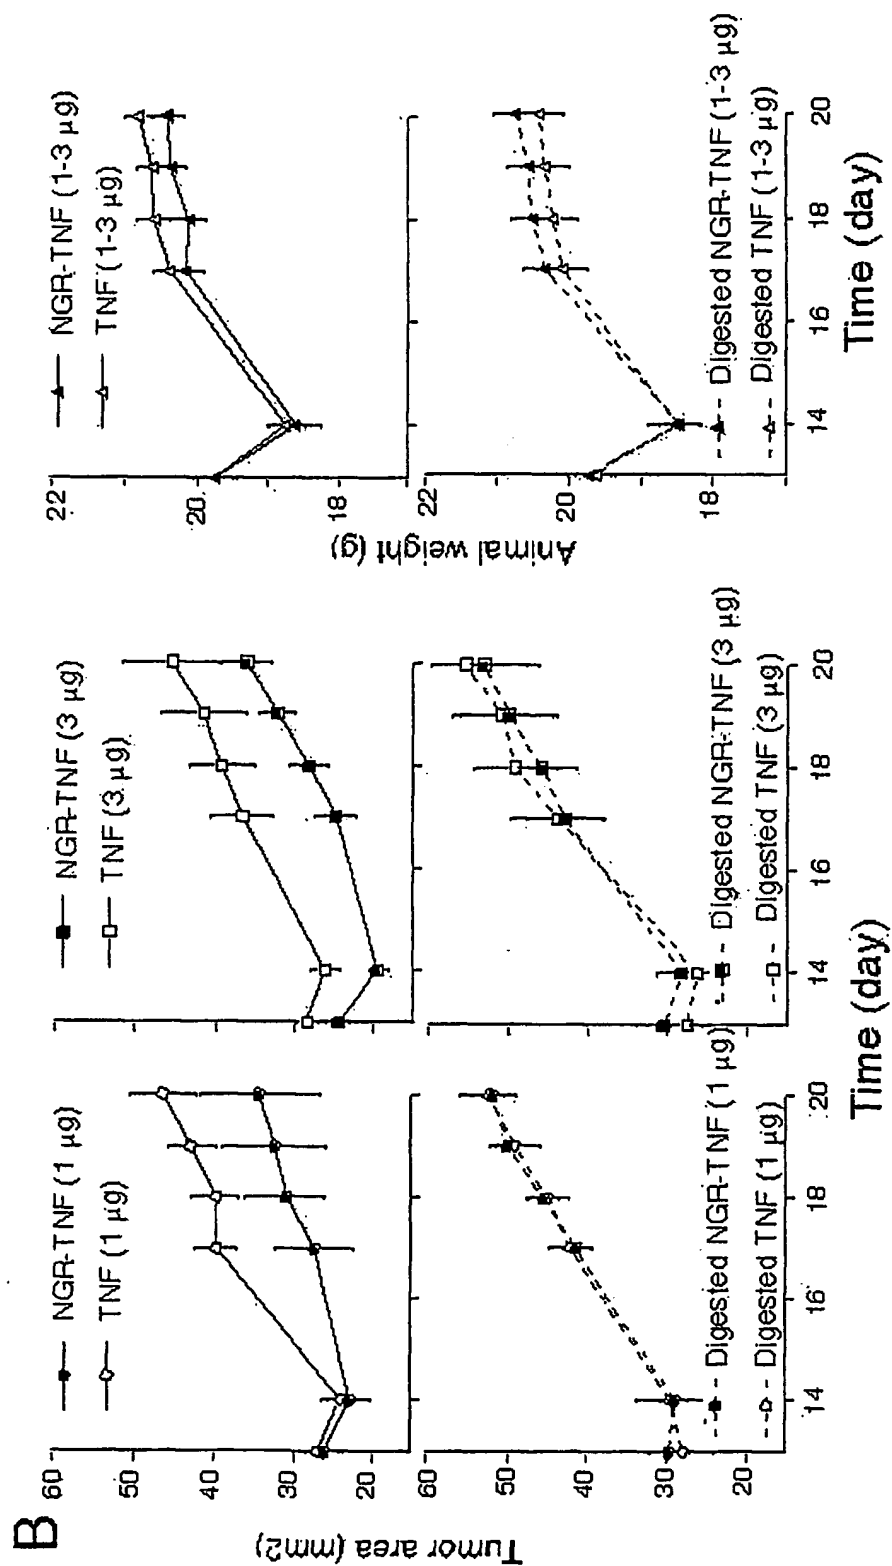 B
NGR-TNF (1 µg)
TNF (1 µg)
NGR-TNF (3 µg)
TNF (3 µg)
NGR-TNF (1-3 µg)
TNF (1-3 µg)
60
50
40
30
20
22
20
18
Tumor area (mm2)
Animal weight (g)
60
50
40
30
20
22
20
18
Digested NGR-TNF (1 µg)
Digested TNF (1 µg)
Digested NGR-TNF (3 µg)
Digested TNF (3 µg)
Digested NGR-TNF (1-3 µg)
Digested TNF (1-3 µg)
14 16 18 20
14 16 18 20
14 16 18 20
Time (day)
Time (day)